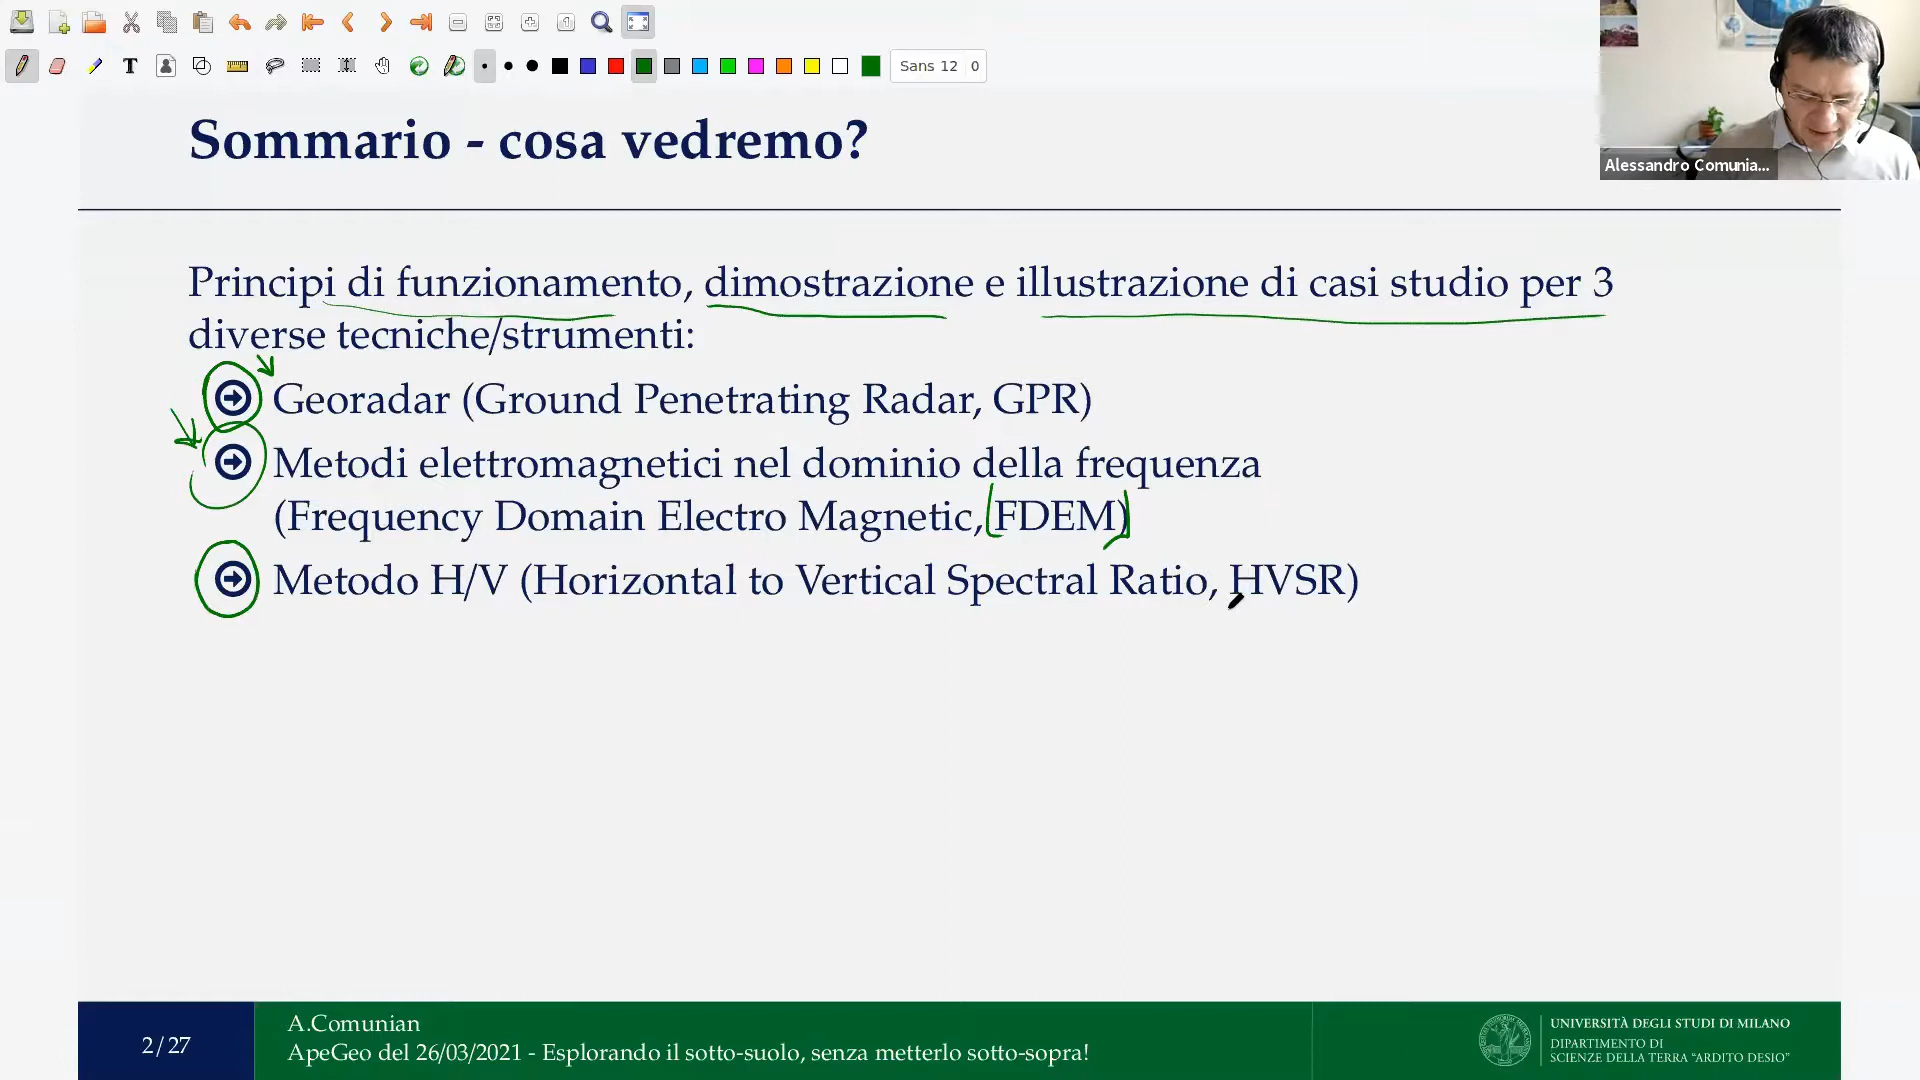 T
Sans 12 0
Alessandro Comunia...
Sommario - cosa vedremo?
Principi di funzionamento, dimostrazione e illustrazione di casi studio per 3
diverse tecniche/strumenti:
Georadar (Ground Penetrating Radar, GPR)
Metodi elettromagnetici nel dominio della frequenza
(Frequency Domain Electro Magnetic, FDEM)
Metodo H/V (Horizontal to Vertical Spectral Ratio, HVSR)
2/27
A.Comunian
ApeGeo del 26/03/2021 - Esplorando il sotto-suolo, senza metterlo sotto-sopra!
UNIVERSITÀ DEGLI STUDI DI MILANO
DIPARTIMENTO DI
SCIENZE DELLA TERRA "ARDITO DESIO"